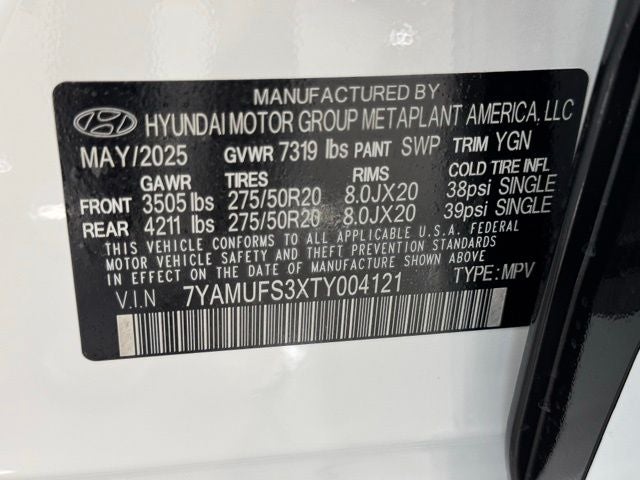 MANUFACTURED BY
HYUNDAI MOTOR GROUP METAPLANT AMERICA, LLC
MAY/2025 GVWR 7319 lbs PAINT SWP TRIM YGN
GAWR TIRES RIMS COLD TIRE INFL
FRONT 3505 lbs 275/50R20 8.0JX20 38psi SINGLE
REAR 4211 lbs 275/50R20 8.0JX20 39psi SINGLE
THIS VEHICLE CONFORMS TO ALL APPLICABLE U.S.A. FEDERAL
MOTOR VEHICLE SAFETY AND THEFT PREVENTION STANDARDS
IN EFFECT ON THE DATE OF MANUFACTURE SHOWN ABOVE.
V.I.N 7YAMUFS3XTY004121 TYPE: MPV